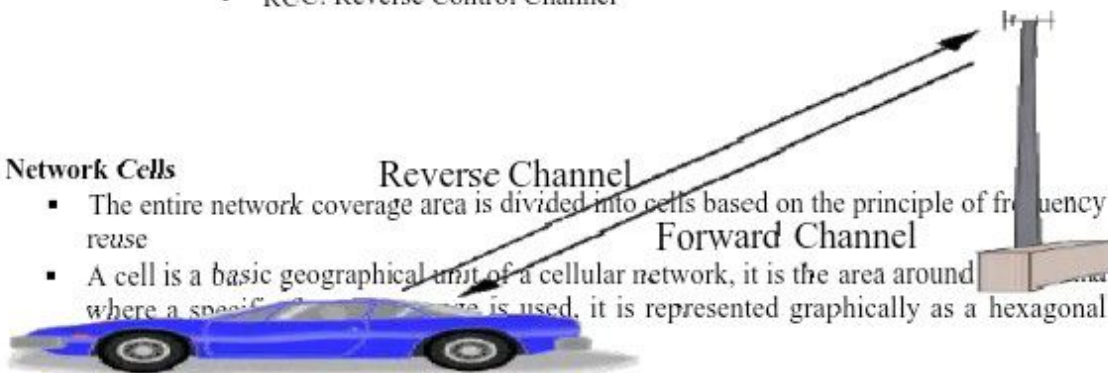 RCC: Reverse Control Channel
Network Cells
Reverse Channel
▪ The entire network coverage area is divided into cells based on the principle of frequency
reuse
Forward Channel
▪ A cell is a basic geographical unit of a cellular network, it is the area around
where a is used, it is represented graphically as a hexagonal